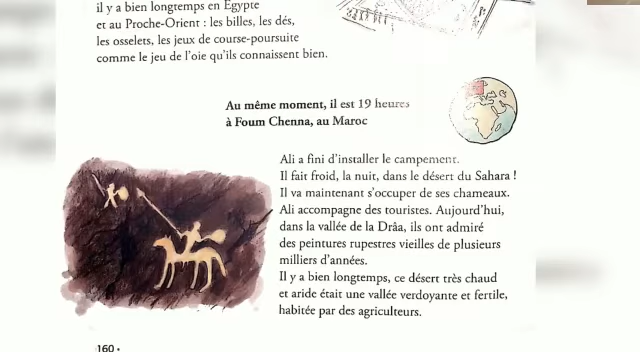 il y a bien longtemps en Égypte
et au Proche-Orient : les billes, les dés,
les osselets, les jeux de course-poursuite
comme le jeu de l'oie qu'ils connaissent bien.
Au même moment, il est 19 heures
à Foum Chenna, au Maroc
Ali a fini d'installer le campement.
Il fait froid, la nuit, dans le désert du Sahara !
Il va maintenant s'occuper de ses chameaux.
Ali accompagne des touristes. Aujourd'hui,
dans la vallée de la Drâa, ils ont admiré
des peintures rupestres vieilles de plusieurs
milliers d'années.
Il y a bien longtemps, ce désert très chaud
et aride était une vallée verdoyante et fertile,
habitée par des agriculteurs.
160 •